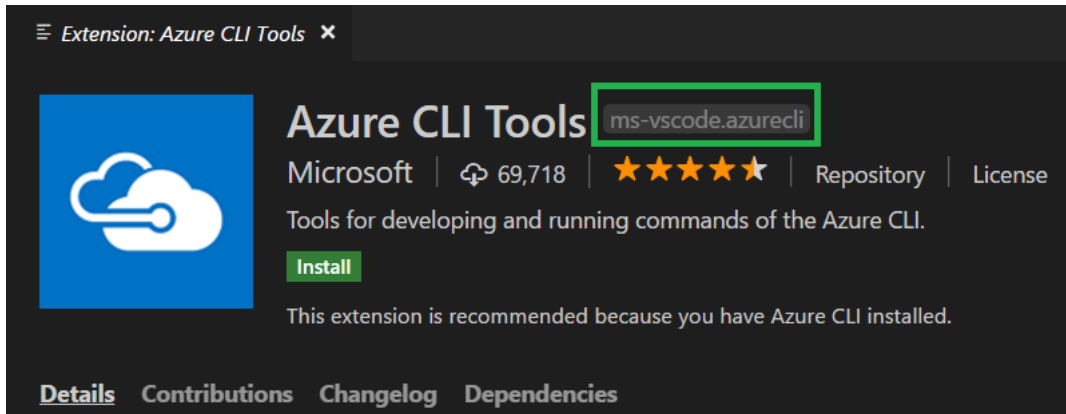 Extension: Azure CLI Tools ×
Azure CLI Tools ms-vscode.azurecli
Microsoft 69,718 Repository License
Tools for developing and running commands of the Azure CLI.
Install
This extension is recommended because you have Azure CLI installed.
Details Contributions Changelog Dependencies